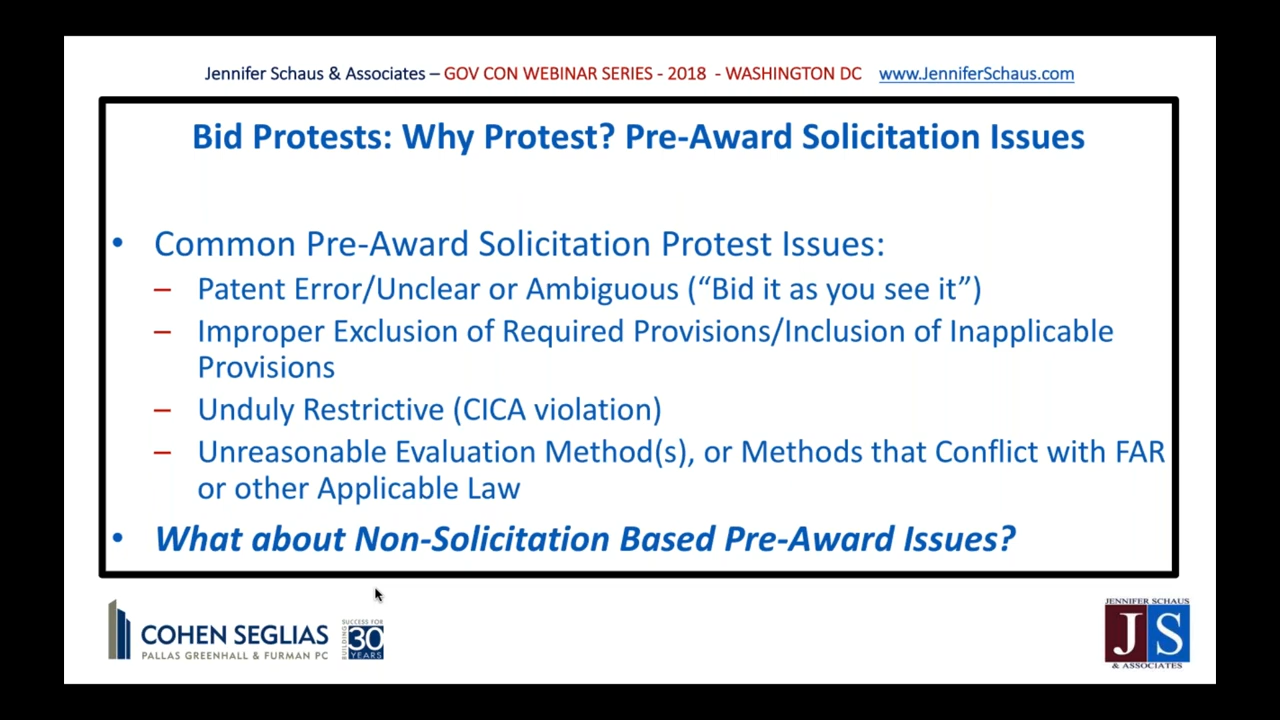 Jennifer Schaus & Associates – GOV CON WEBINAR SERIES - 2018 - WASHINGTON DC www.JenniferSchaus.com
Bid Protests: Why Protest? Pre-Award Solicitation Issues
• Common Pre-Award Solicitation Protest Issues:
– Patent Error/Unclear or Ambiguous (“Bid it as you see it”)
– Improper Exclusion of Required Provisions/Inclusion of Inapplicable
Provisions
– Unduly Restrictive (CICA violation)
– Unreasonable Evaluation Method(s), or Methods that Conflict with FAR
or other Applicable Law
• What about Non-Solicitation Based Pre-Award Issues?
COHEN SEGLIAS
PALLAS GREENHALL & FURMAN PC
BUILDING
SUCCESS FOR
30
YEARS
JENNIFER SCHAUS
J S
& ASSOCIATES